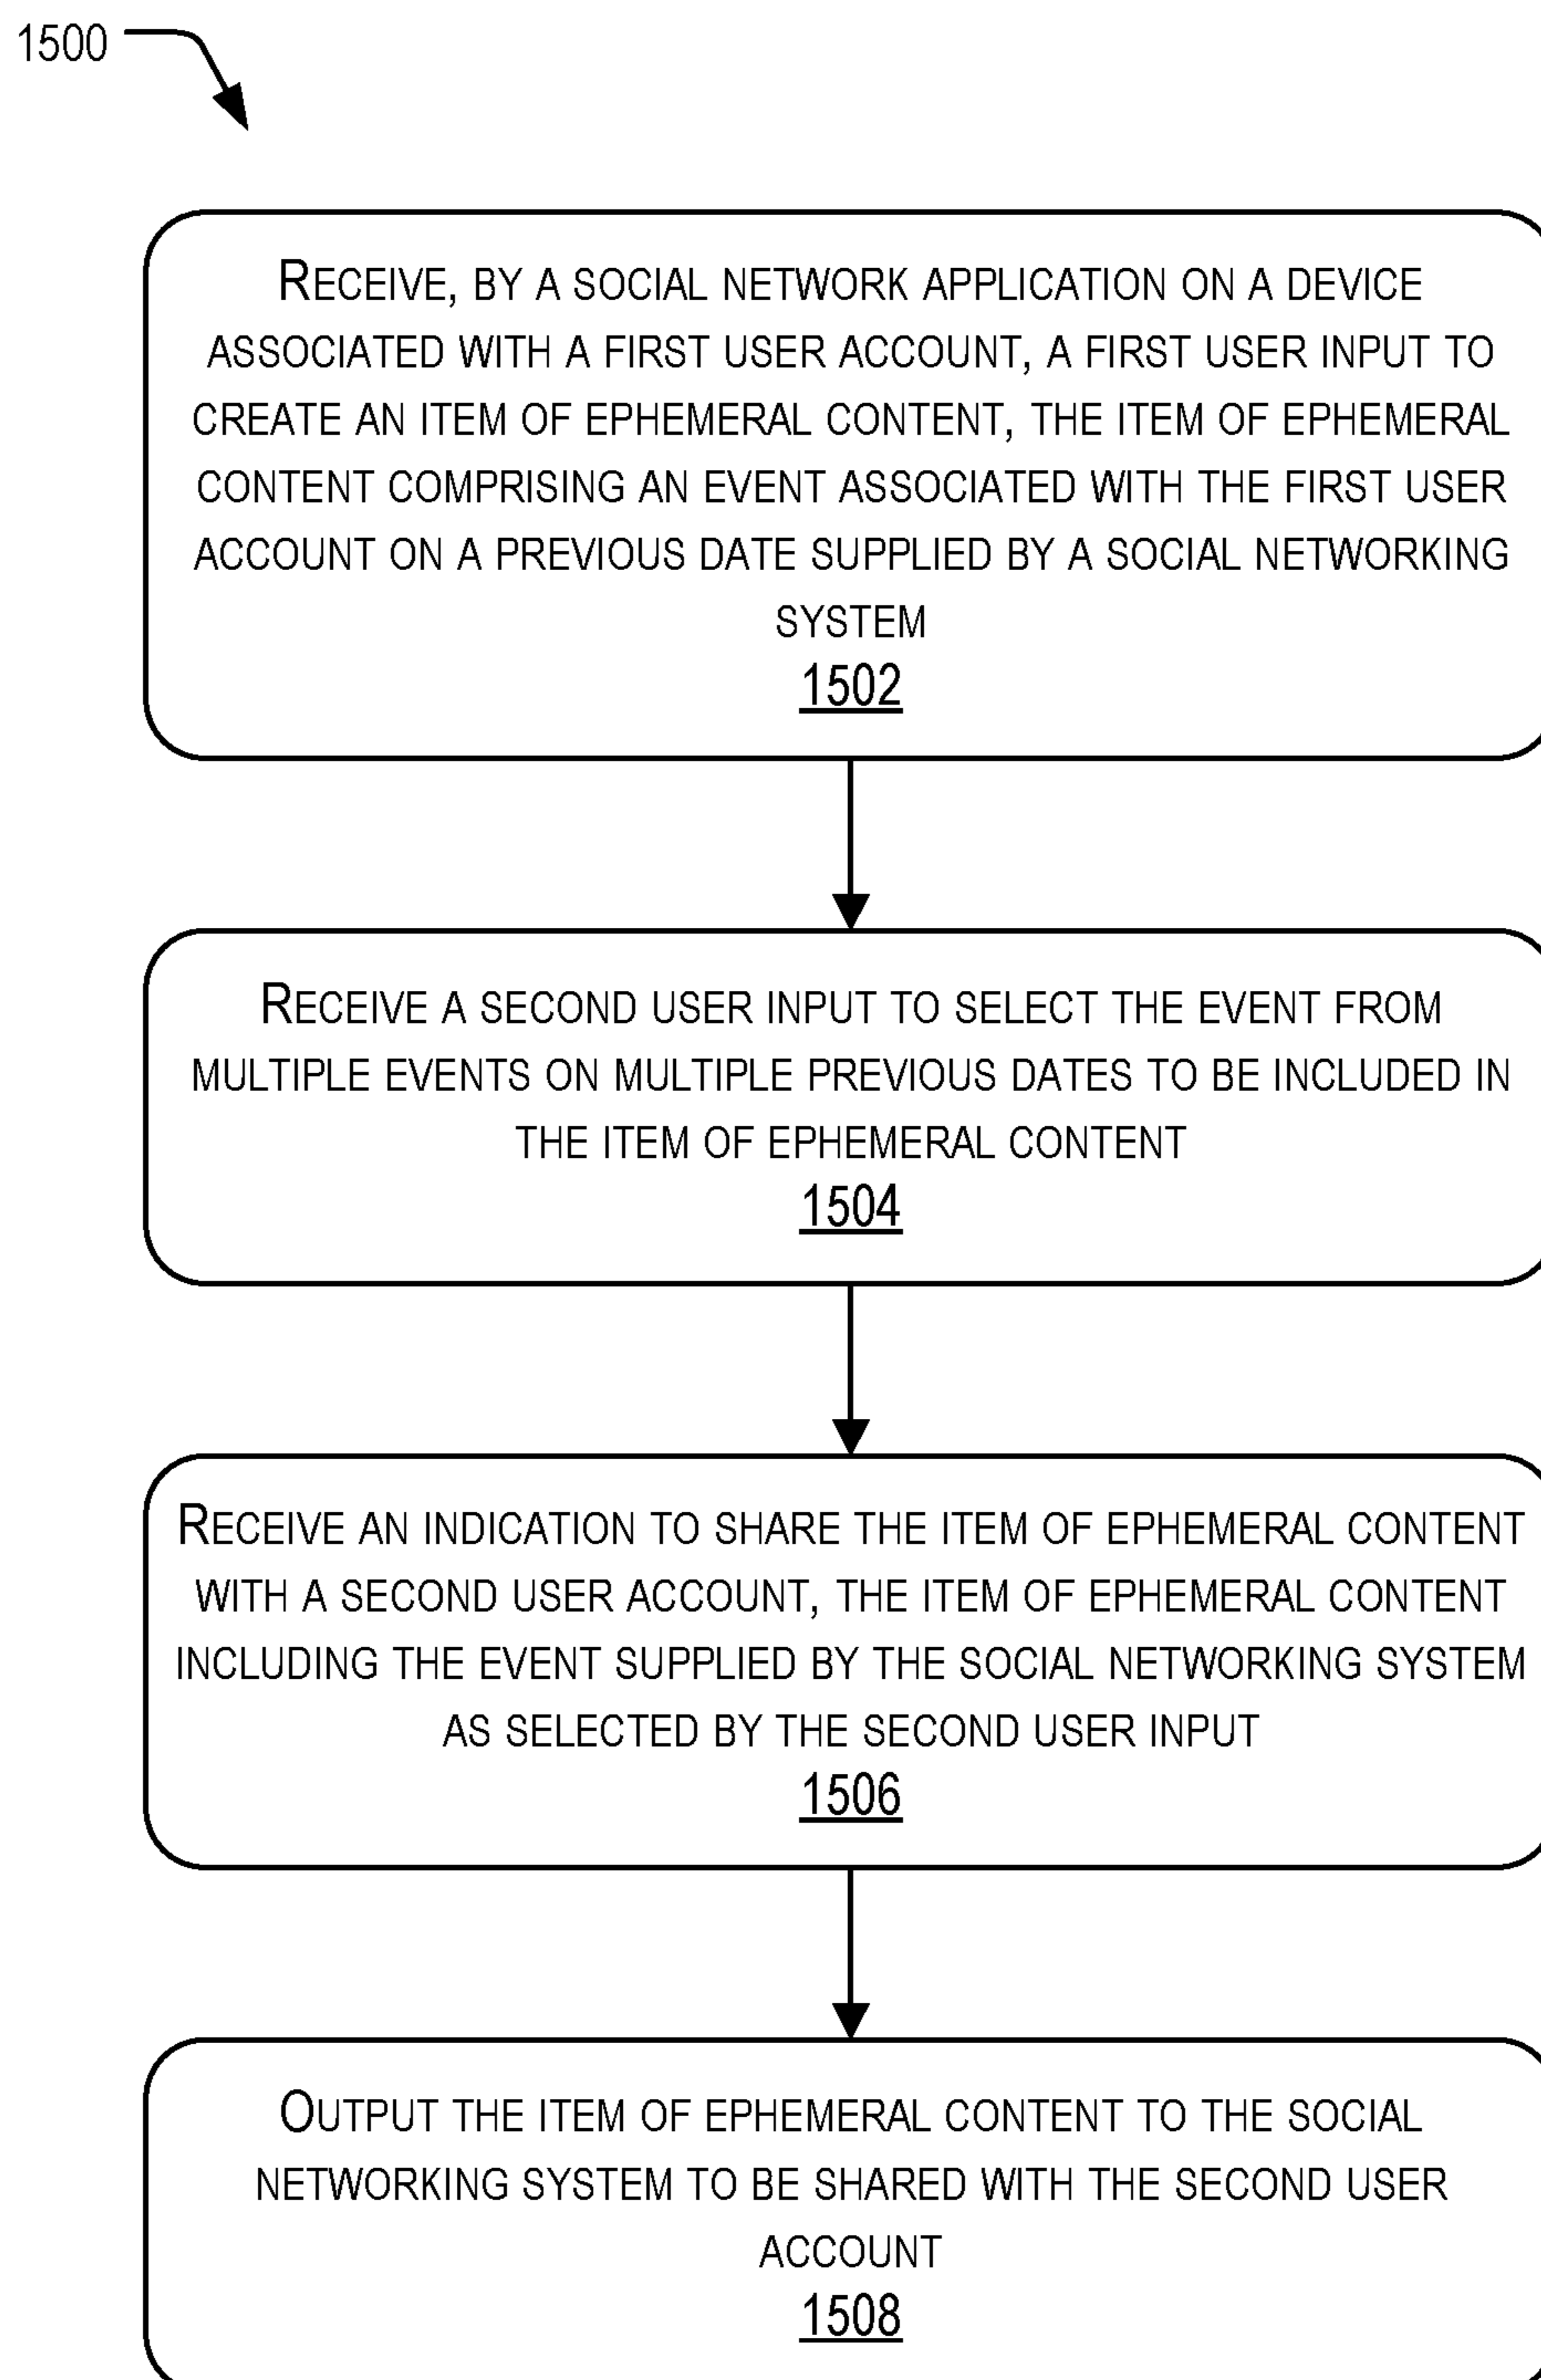 1500
RECEIVE, BY A SOCIAL NETWORK APPLICATION ON A DEVICE
ASSOCIATED WITH A FIRST USER ACCOUNT, A FIRST USER INPUT TO
CREATE AN ITEM OF EPHEMERAL CONTENT, THE ITEM OF EPHEMERAL
CONTENT COMPRISING AN EVENT ASSOCIATED WITH THE FIRST USER
ACCOUNT ON A PREVIOUS DATE SUPPLIED BY A SOCIAL NETWORKING
SYSTEM
1502
RECEIVE A SECOND USER INPUT TO SELECT THE EVENT FROM
MULTIPLE EVENTS ON MULTIPLE PREVIOUS DATES TO BE INCLUDED IN
THE ITEM OF EPHEMERAL CONTENT
1504
RECEIVE AN INDICATION TO SHARE THE ITEM OF EPHEMERAL CONTENT
WITH A SECOND USER ACCOUNT, THE ITEM OF EPHEMERAL CONTENT
INCLUDING THE EVENT SUPPLIED BY THE SOCIAL NETWORKING SYSTEM
AS SELECTED BY THE SECOND USER INPUT
1506
OUTPUT THE ITEM OF EPHEMERAL CONTENT TO THE SOCIAL
NETWORKING SYSTEM TO BE SHARED WITH THE SECOND USER
ACCOUNT
1508